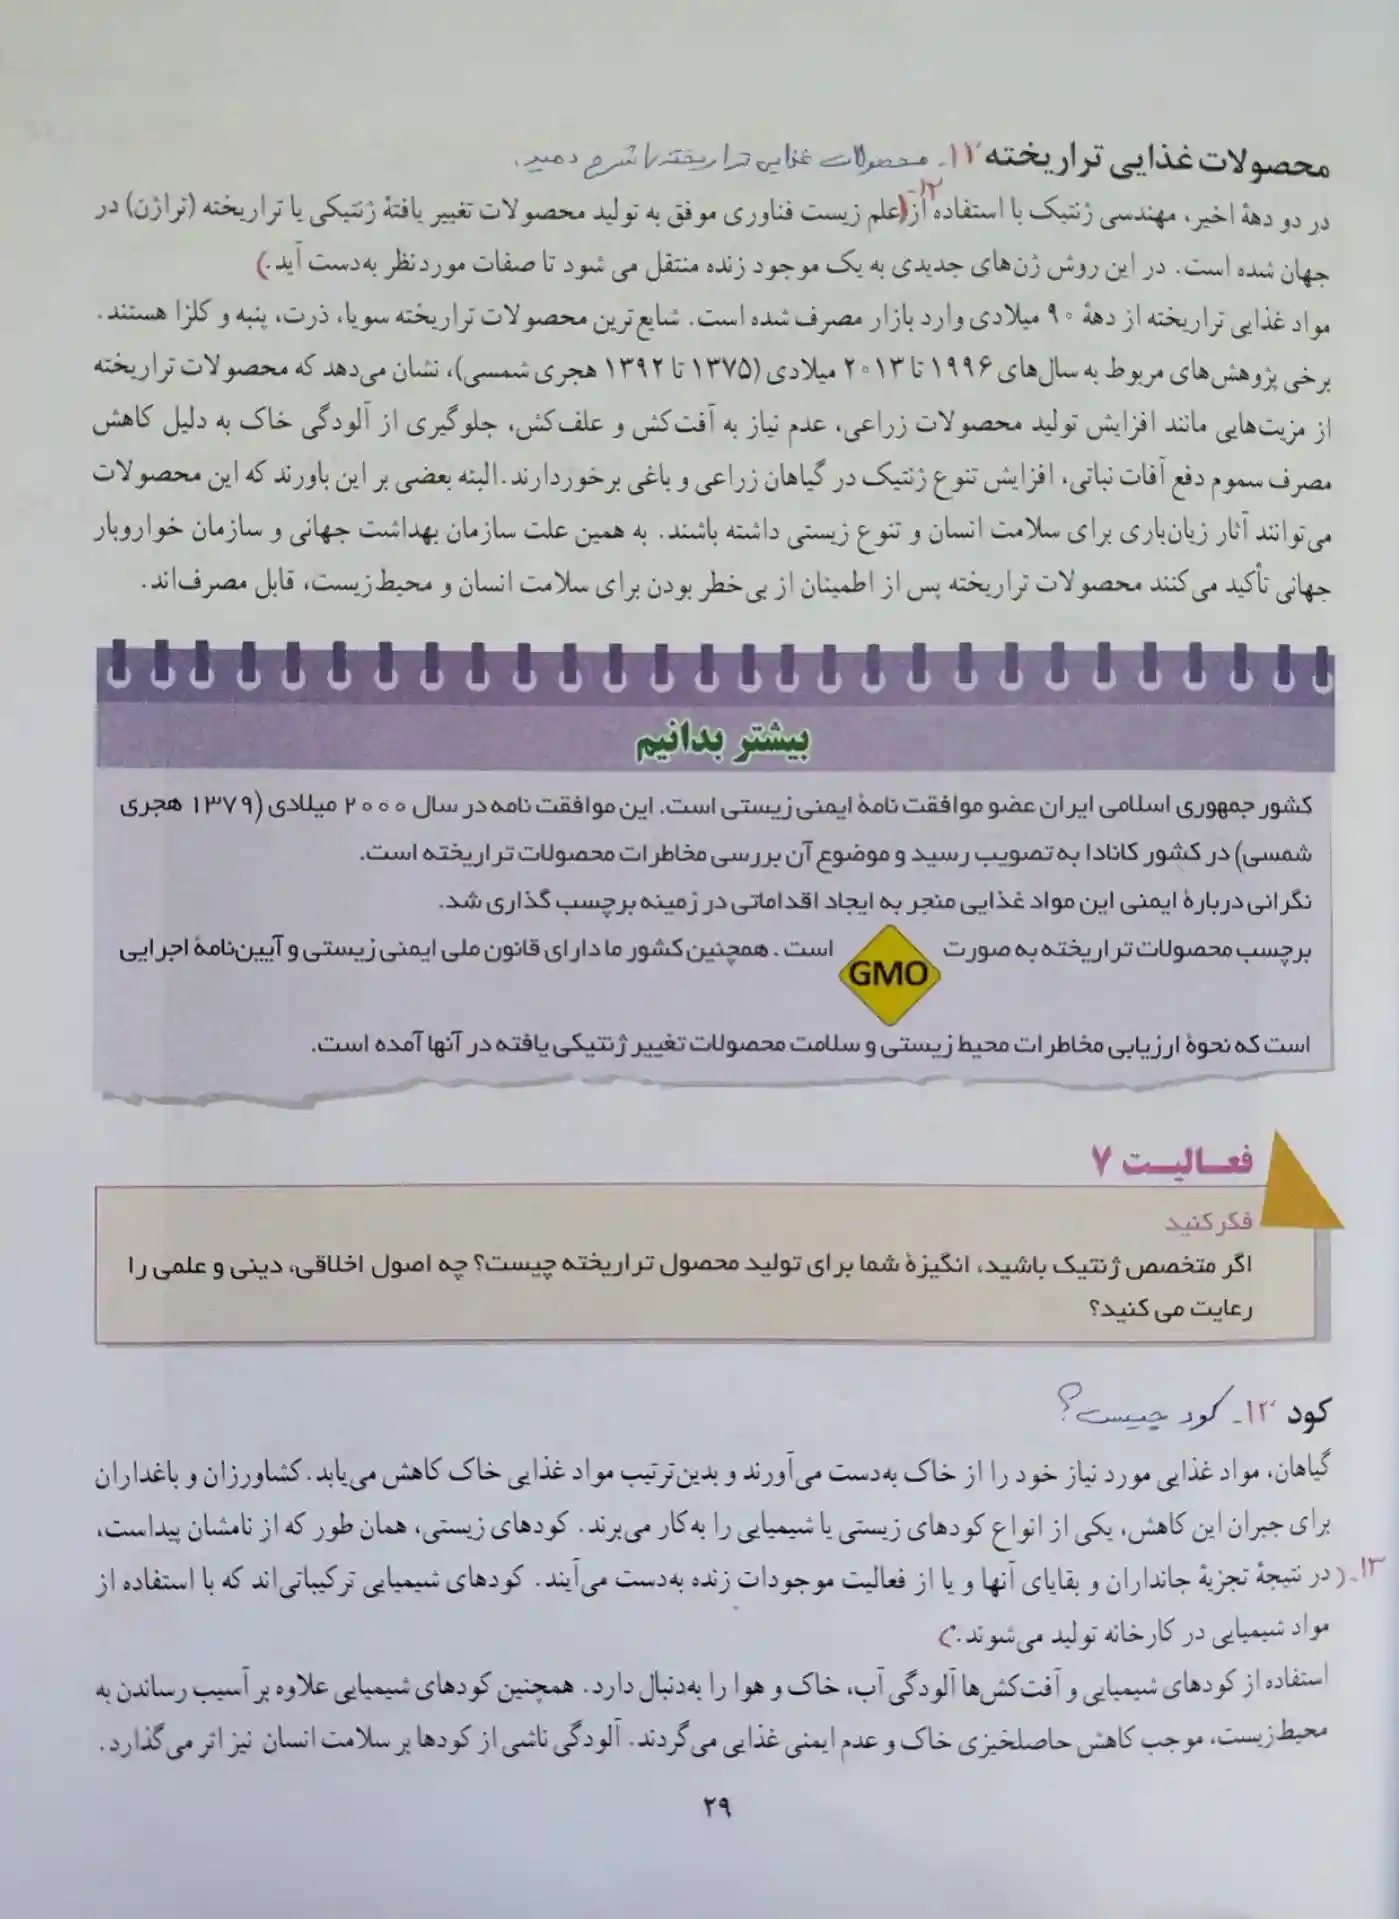 محصولات غذایی تراریخته ۱۱- محصولات غذایی تراریخته را شرح دهید.
۱۲-
در دو دههٔ اخیر، مهندسی ژنتیک با استفاده از (علم زیست فناوری موفق به تولید محصولات تغییر یافتهٔ ژنتیکی یا تراریخته (تراژن) در
جهان شده است. در این روش ژن‌های جدیدی به یک موجود زنده منتقل می شود تا صفات موردنظر به‌دست آید.)
مواد غذایی تراریخته از دههٔ ۹۰ میلادی وارد بازار مصرف شده است. شایع‌ترین محصولات تراریخته سویا، ذرت، پنبه و کلزا هستند.
برخی پژوهش‌های مربوط به سال‌های ۱۹۹۶ تا ۲۰۱۳ میلادی (۱۳۷۵ تا ۱۳۹۲ هجری شمسی)، نشان می‌دهد که محصولات تراریخته
از مزیت‌هایی مانند افزایش تولید محصولات زراعی، عدم نیاز به آفت‌کش و علف‌کش، جلوگیری از آلودگی خاک به دلیل کاهش
مصرف سموم دفع آفات نباتی، افزایش تنوع ژنتیک در گیاهان زراعی و باغی برخوردارند. البته بعضی بر این باورند که این محصولات
می‌توانند آثار زیان‌باری برای سلامت انسان و تنوع زیستی داشته باشند. به همین علت سازمان بهداشت جهانی و سازمان خواروبار
جهانی تأکید می‌کنند محصولات تراریخته پس از اطمینان از بی‌خطر بودن برای سلامت انسان و محیط‌زیست، قابل مصرف‌اند.
بیشتر بدانیم
کشور جمهوری اسلامی ایران عضو موافقت نامهٔ ایمنی زیستی است. این موافقت نامه در سال ۲۰۰۰ میلادی (۱۳۷۹ هجری
شمسی) در کشور کانادا به تصویب رسید و موضوع آن بررسی مخاطرات محصولات تراریخته است.
نگرانی دربارهٔ ایمنی این مواد غذایی منجر به ایجاد اقداماتی در زمینه برچسب گذاری شد.
برچسب محصولات تراریخته به صورت GMO است. همچنین کشور ما دارای قانون ملی ایمنی زیستی و آیین‌نامهٔ اجرایی
است که نحوهٔ ارزیابی مخاطرات محیط زیستی و سلامت محصولات تغییر ژنتیکی یافته در آنها آمده است.
فعـالیـت ۷
فکر کنید
اگر متخصص ژنتیک باشید، انگیزهٔ شما برای تولید محصول تراریخته چیست؟ چه اصول اخلاقی، دینی و علمی را
رعایت می کنید؟
کود ۱۲- کود چیست؟
گیاهان، مواد غذایی مورد نیاز خود را از خاک به‌دست می‌آورند و بدین‌ترتیب مواد غذایی خاک کاهش می‌یابد. کشاورزان و باغداران
برای جبران این کاهش، یکی از انواع کودهای زیستی یا شیمیایی را به‌کار می‌برند. کودهای زیستی، همان طور که از نامشان پیداست،
۱۳- (در نتیجهٔ تجزیهٔ جانداران و بقایای آنها و یا از فعالیت موجودات زنده به‌دست می‌آیند. کودهای شیمیایی ترکیباتی‌اند که با استفاده از
مواد شیمیایی در کارخانه تولید می‌شوند.)
استفاده از کودهای شیمیایی و آفت‌کش‌ها آلودگی آب، خاک و هوا را به‌دنبال دارد. همچنین کودهای شیمیایی علاوه بر آسیب رساندن به
محیط‌زیست، موجب کاهش حاصلخیزی خاک و عدم ایمنی غذایی می‌گردند. آلودگی ناشی از کودها بر سلامت انسان نیز اثر می‌گذارد.
۲۹